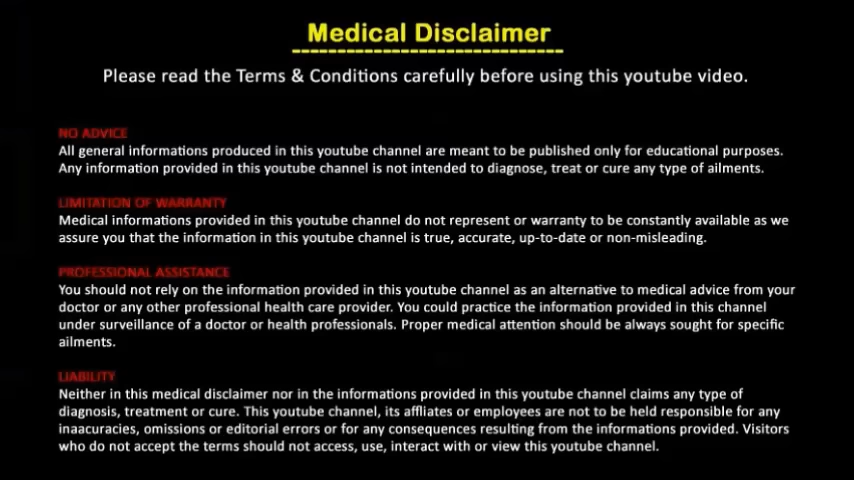 Medical Disclaimer
Please read the Terms & Conditions carefully before using this youtube video.
NO ADVICE
All general informations produced in this youtube channel are meant to be published only for educational purposes.
Any information provided in this youtube channel is not intended to diagnose, treat or cure any type of ailments.
LIMITATION OF WARRANTY
Medical informations provided in this youtube channel do not represent or warranty to be constantly available as we
assure you that the information in this youtube channel is true, accurate, up-to-date or non-misleading.
PROFESSIONAL ASSISTANCE
You should not rely on the information provided in this youtube channel as an alternative to medical advice from your
doctor or any other professional health care provider. You could practice the information provided in this channel
under surveillance of a doctor or health professionals. Proper medical attention should be always sought for specific
ailments.
LIABILITY
Neither in this medical disclaimer nor in the informations provided in this youtube channel claims any type of
diagnosis, treatment or cure. This youtube channel, its affliates or employees are not to be held responsible for any
inaacuracies, omissions or editorial errors or for any consequences resulting from the informations provided. Visitors
who do not accept the terms should not access, use, interact with or view this youtube channel.